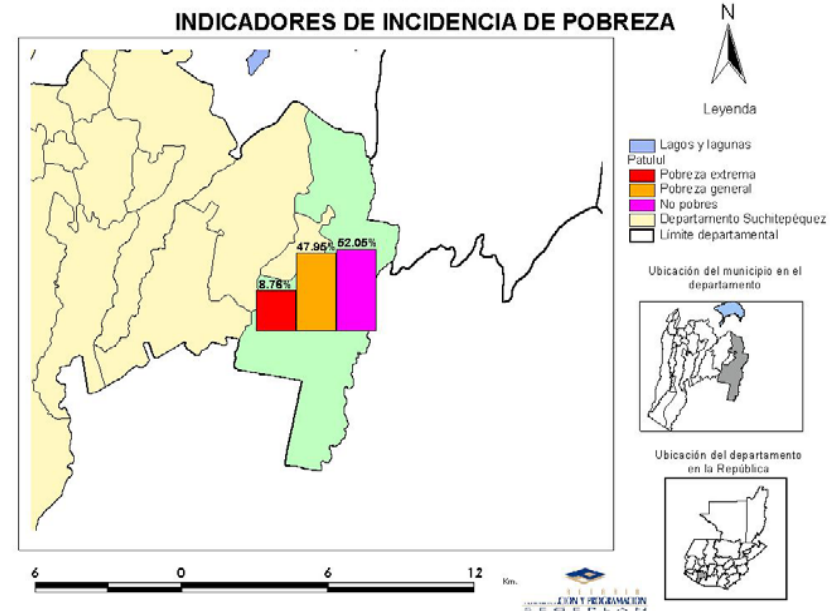 INDICADORES DE INCIDENCIA DE POBREZA
N
Leyenda
Lagos y lagunas
Patulul
Pobreza extrema
Pobreza general
No pobres
Departamento Suchitepéquez
Límite departamental
8.76%
47.95%
52.05%
Ubicación del municipio en el
departamento
Ubicación del departamento
en la República
6 0 6 12 Km.
CION Y PROGRAMACION